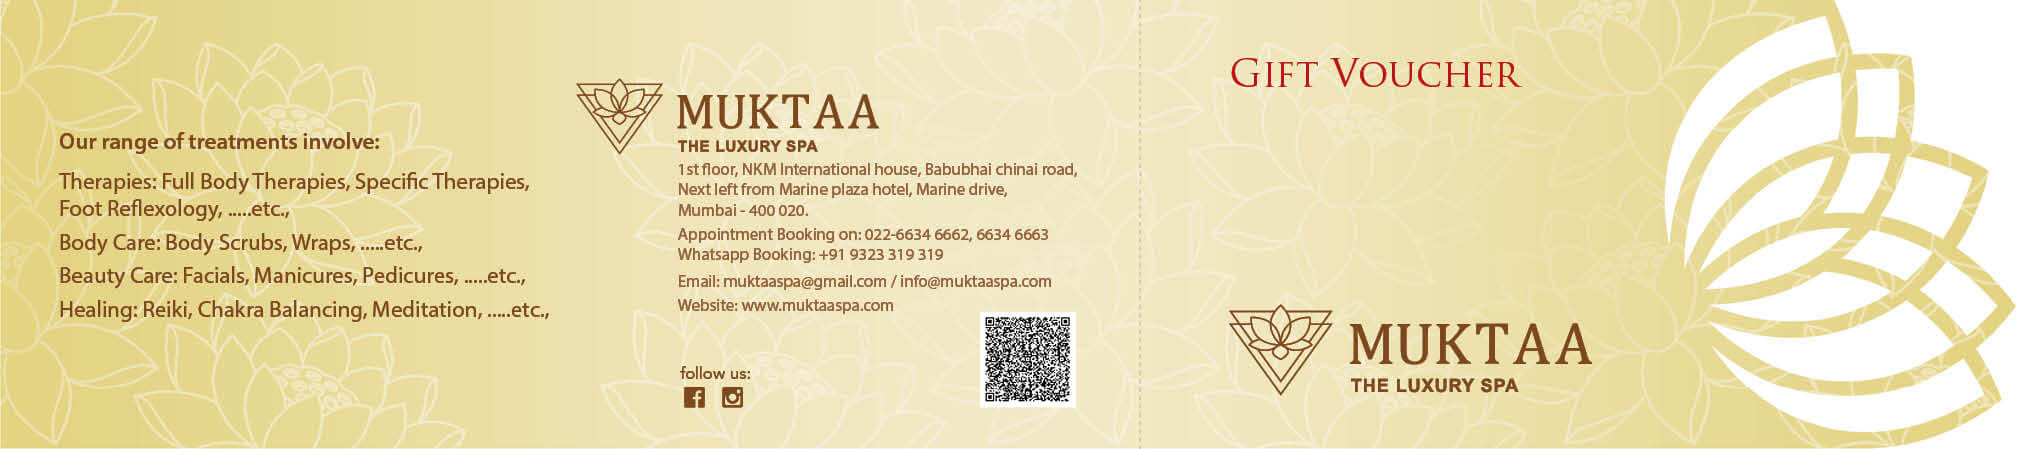 Our range of treatments involve:
Therapies: Full Body Therapies, Specific Therapies,
Foot Reflexology, .....etc.,
Body Care: Body Scrubs, Wraps, .....etc.,
Beauty Care: Facials, Manicures, Pedicures, .....etc.,
Healing: Reiki, Chakra Balancing, Meditation, .....etc.,
MUKTAA
THE LUXURY SPA
1st floor, NKM International house, Babubhai chinai road,
Next left from Marine plaza hotel, Marine drive,
Mumbai - 400 020.
Appointment Booking on: 022-6634 6662, 6634 6663
Whatsapp Booking: +91 9323 319 319
Email: muktaaspa@gmail.com / info@muktaaspa.com
Website: www.muktaaspa.com
follow us:
GIFT VOUCHER
MUKTAA
THE LUXURY SPA